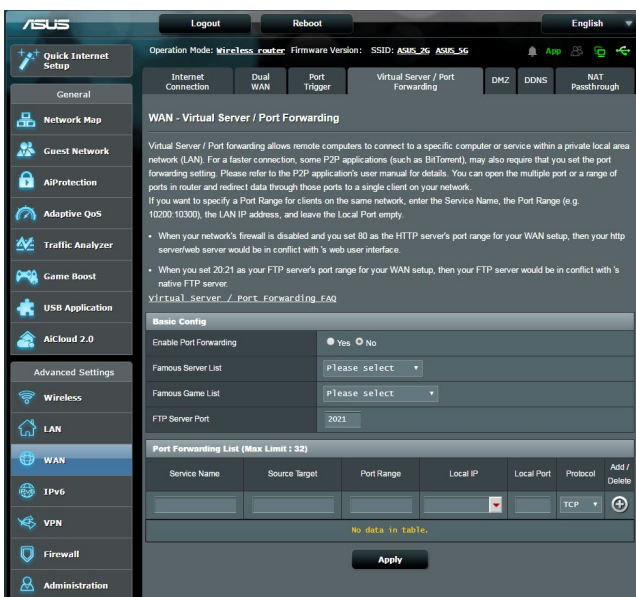 ASUS
Logout
Reboot
English
Quick Internet
Setup
General
Network Map
Guest Network
AiProtection
Adaptive QoS
Traffic Analyzer
Game Boost
USB Application
AiCloud 2.0
Advanced Settings
Wireless
LAN
WAN
IPv6
VPN
Firewall
Administration
Operation Mode: Wireless router Firmware Version: SSID: ASUS_2G ASUS_5G
App
Internet
Connection
Dual
WAN
Port
Trigger
Virtual Server / Port
Forwarding
DMZ
DDNS
NAT
Passthrough
WAN - Virtual Server / Port Forwarding
Virtual Server / Port forwarding allows remote computers to connect to a specific computer or service within a private local area
network (LAN). For a faster connection, some P2P applications (such as BitTorrent), may also require that you set the port
forwarding setting. Please refer to the P2P application's user manual for details. You can open the multiple port or a range of
ports in router and redirect data through those ports to a single client on your network.
If you want to specify a Port Range for clients on the same network, enter the Service Name, the Port Range (e.g.
10200:10300), the LAN IP address, and leave the Local Port empty.
• When your network's firewall is disabled and you set 80 as the HTTP server's port range for your WAN setup, then your http
server/web server would be in conflict with 's web user interface.
• When you set 20:21 as your FTP server's port range for your WAN setup, then your FTP server would be in conflict with 's
native FTP server.
Virtual Server / Port Forwarding FAQ
Basic Config
Enable Port Forwarding
Yes No
Famous Server List
Please select
Famous Game List
Please select
FTP Server Port
2021
Port Forwarding List (Max Limit : 32)
Service Name
Source Target
Port Range
Local IP
Local Port
Protocol
Add /
Delete
TCP
No data in table.
Apply